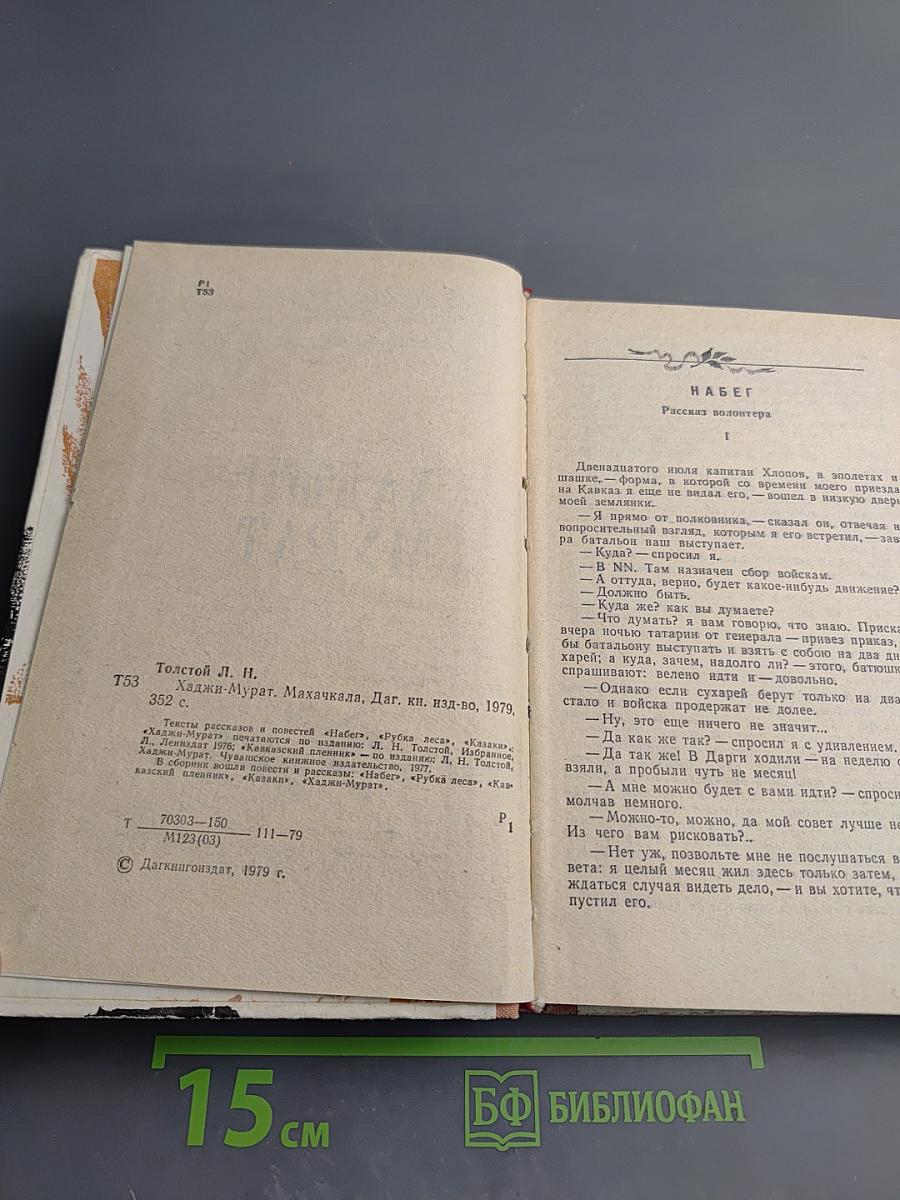 Р1
Т53
Толстой Л. Н.
Т53 Хаджи-Мурат. Махачкала, Даг. кн. изд-во, 1979,
352 с.
Тексты рассказов и повестей «Набег», «Рубка леса», «Казаки»,
«Хаджи-Мурат» печатаются по изданию: Л. Н. Толстой, Избранное,
Л., Лениздат 1976; «Кавказский пленник» — по изданию: Л. Н. Толстой,
Хаджи-Мурат. Чувашское книжное издательство, 1977.
В сборник вошли повести и рассказы: «Набег», «Рубка леса», «Кав-
казский пленник», «Казаки», «Хаджи-Мурат».
Т 70303—150
М123(03) 111—79
Р
1
© Дагкнигоиздат, 1979 г.
НАБЕГ
Рассказ волонтера
I
Двенадцатого июля капитан Хлопов, в эполетах и
шашке,— форма, в которой со времени моего приезда
на Кавказ я еще не видал его,— вошел в низкую дверь
моей землянки.
— Я прямо от полковника,— сказал он, отвечая н
вопросительный взгляд, которым я его встретил,— зав
ра батальон наш выступает.
— Куда? — спросил я.
— В NN. Там назначен сбор войскам.
— А оттуда, верно, будет какое-нибудь движение?
— Должно быть.
— Куда же? как вы думаете?
— Что думать? я вам говорю, что знаю. Приска
вчера ночью татарин от генерала — привез приказ,
бы батальону выступать и взять с собою на два дн
харей; а куда, зачем, надолго ли? — этого, батюшк
спрашивают: велено идти и — довольно.
— Однако если сухарей берут только на два
стало и войска продержат не долее.
— Ну, это еще ничего не значит...
— Да как же так? — спросил я с удивлением.
— Да так же! В Дарги ходили — на неделю с
взяли, а пробыли чуть не месяц!
— А мне можно будет с вами идти? — спроси
молчав немного.
— Можно-то, можно, да мой совет лучше не
Из чего вам рисковать?..
— Нет уж, позвольте мне не послушаться в
вета: я целый месяц жил здесь только затем,
ждаться случая видеть дело,— и вы хотите, чт
пустил его.
15 см
БФ БИБЛИОФАН